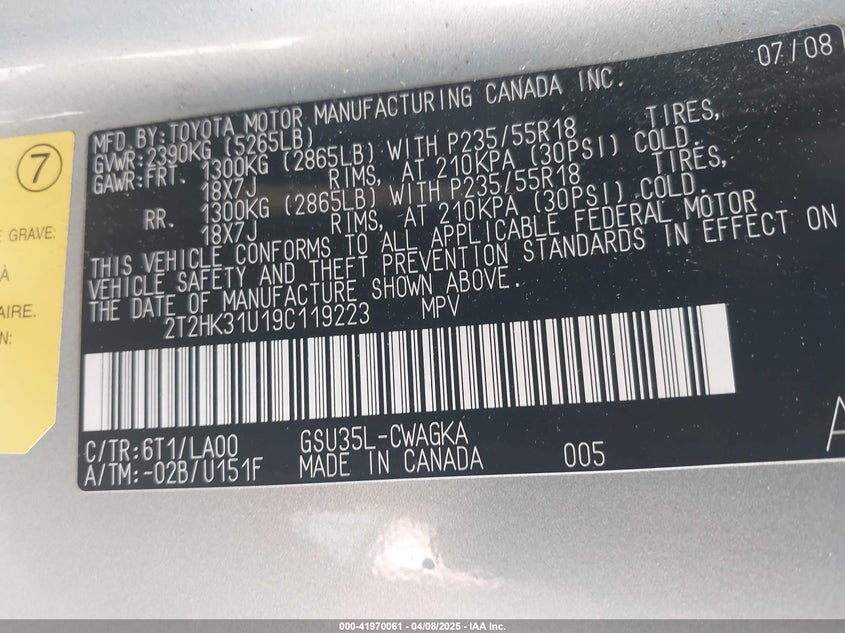 07/08
MFD.BY:TOYOTA MOTOR MANUFACTURING CANADA INC.
GVWR:2390KG (5265LB)
GAWR:FRT. 1300KG (2865LB) WITH P235/55R18 TIRES,
18X7J RIMS, AT 210KPA (30PSI) COLD.
RR. 1300KG (2865LB) WITH P235/55R18 TIRES,
18X7J RIMS, AT 210KPA (30PSI) COLD.
THIS VEHICLE CONFORMS TO ALL APPLICABLE FEDERAL MOTOR
VEHICLE SAFETY AND THEFT PREVENTION STANDARDS IN EFFECT ON
THE DATE OF MANUFACTURE SHOWN ABOVE.
2T2HK31U19C119223 MPV
C/TR:6T1/LA00 GSU35L-CWAGKA
A/TM:-02B/U151F MADE IN CANADA 005
A
7
E GRAVE.
À
AIRE.
N:
000-41970061 - 04/08/2025 - IAA Inc.